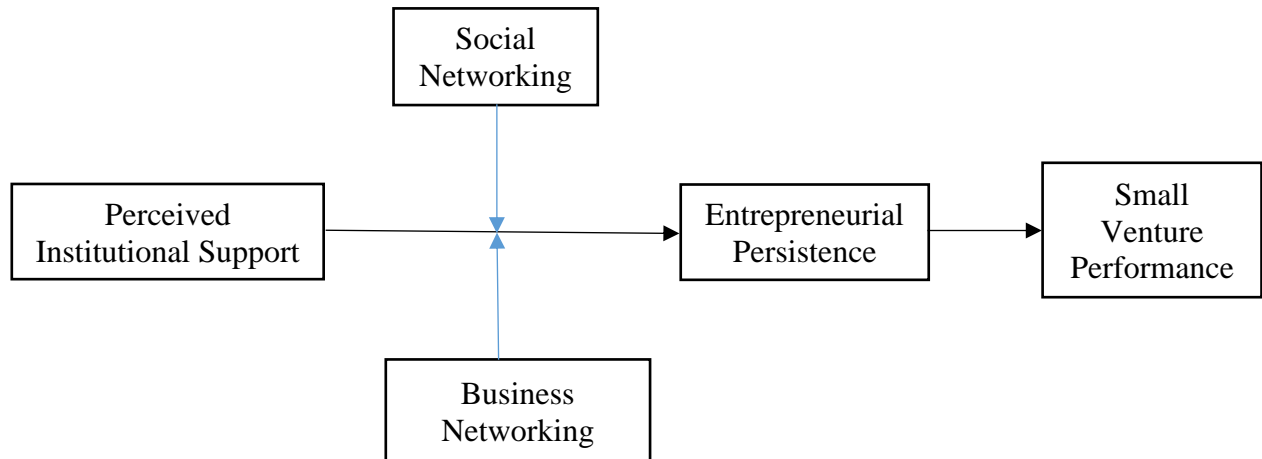 Social
Networking
Perceived
Institutional Support
Entrepreneurial
Persistence
Small
Venture
Performance
Business
Networking